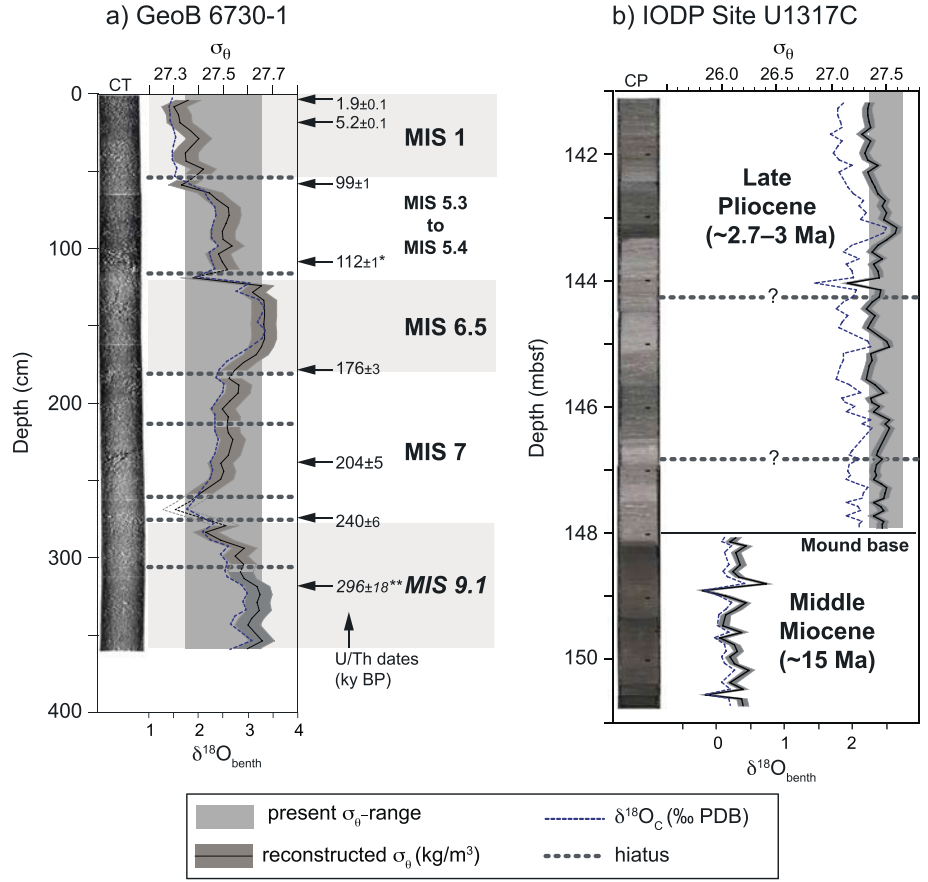 a) GeoB 6730-1
σθ
27.3 27.5 27.7
CT
0
100
200
300
400
Depth (cm)
1.9±0.1
5.2±0.1
MIS 1
99±1
MIS 5.3
to
MIS 5.4
112±1*
MIS 6.5
176±3
MIS 7
204±5
240±6
296±18** MIS 9.1
U/Th dates
(ky BP)
1 2 3 4
δ18Obenth
b) IODP Site U1317C
σθ
26.0 26.5 27.0 27.5
CP
142
144
146
148
150
Depth (mbsf)
Late
Pliocene
(~2.7–3 Ma)
?
?
Mound base
Middle
Miocene
(~15 Ma)
0 1 2
δ18Obenth
present σθ-range
δ18OC (‰ PDB)
reconstructed σθ (kg/m3)
hiatus